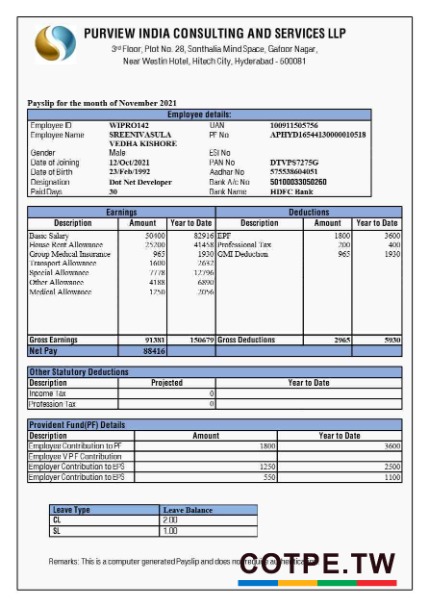 PURVIEW INDIA CONSULTING AND SERVICES LLP
3rd Floor, Plot No. 28, Sonthalia Mind Space, Gafoor Nagar,
Near Westin Hotel, Hitech City, Hyderabad - 500081
Payslip for the month of November 2021
Employee details:
Employee ID WIPRO142 UAN 100911505756
Employee Name SREENIVASULA VEDHA KISHORE PF No APHYD16544130000010518
Gender Male ESI No
Date of Joining 12/Oct/2021 PAN No DTVPS7275G
Date of Birth 23/Feb/1992 Aadhar No 575538604051
Designation Dot Net Developer Bank A/c No 50100033050260
Paid Days 30 Bank Name HDFC Bank
Earnings Deductions
Description Amount Year to Date Description Amount Year to Date
Basic Salary 50400 82916 EPF 1800 3600
House Rent Allowance 25200 41458 Professional Tax 200 400
Group Medical Insurance 965 1930 GMI Deduction 965 1930
Transport Allowance 1600 2632
Special Allowance 7778 12796
Other Allowance 4188 6890
Medical Allowance 1250 2056
Gross Earnings 91381 150679 Gross Deductions 2965 5930
Net Pay 88416
Other Statutory Deductions
Description Projected Year to Date
Income Tax 0
Profession Tax 0
Provident Fund(PF) Details
Description Amount Year to Date
Employee Contribution to PF 1800 3600
Employee V P F Contribution
Employer Contribution to EPS 1250 2500
Employer Contribution to EPS 550 1100
Leave Type Leave Balance
CL 2.00
SL 1.00
Remarks: This is a computer generated Payslip and does not require
COTPE.TW